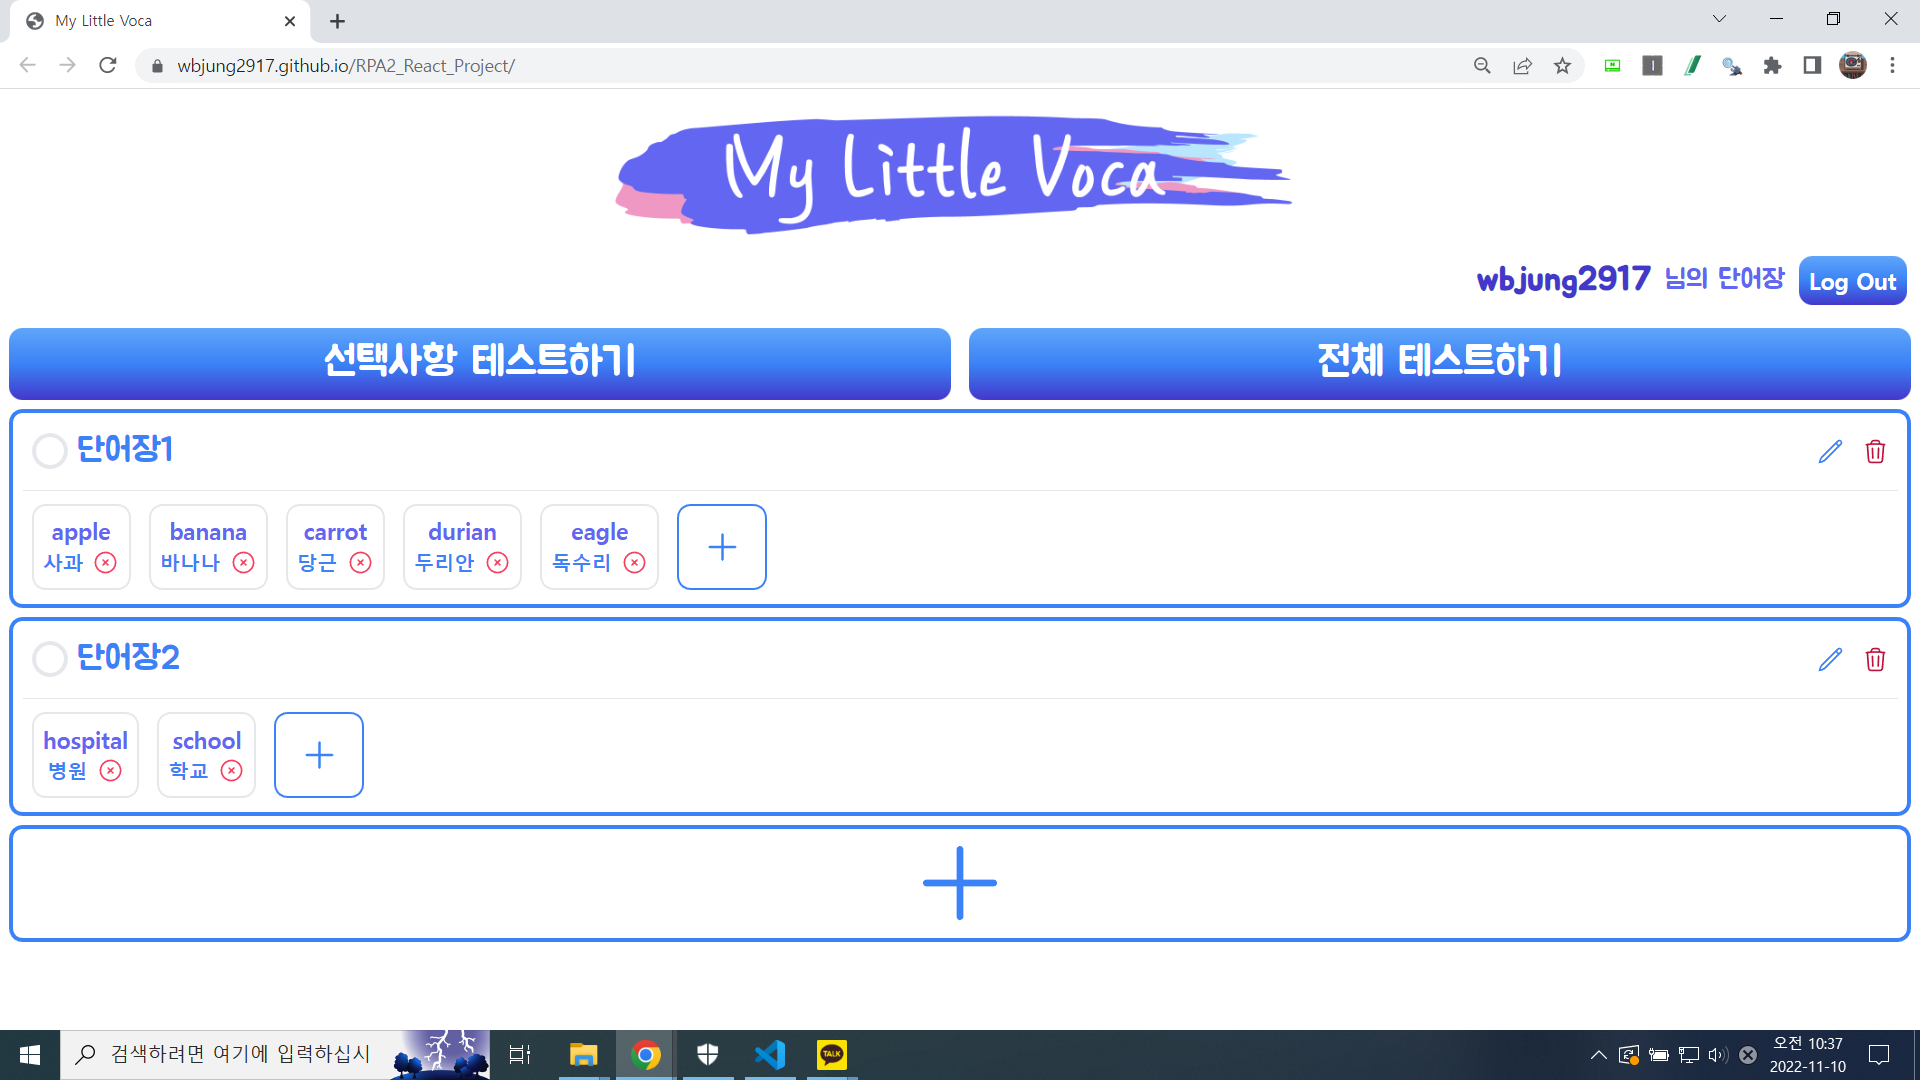 My Little Voca
wbjung2917.github.io/RPA2_React_Project/
My Little Voca
wbjung2917 님의 단어장 Log Out
선택사항 테스트하기 전체 테스트하기
단어장1
apple banana carrot durian eagle
사과 바나나 당근 두리안 독수리
단어장2
hospital school
병원 학교
검색하려면 여기에 입력하십시
TALK
오전 10:37
2022-11-10